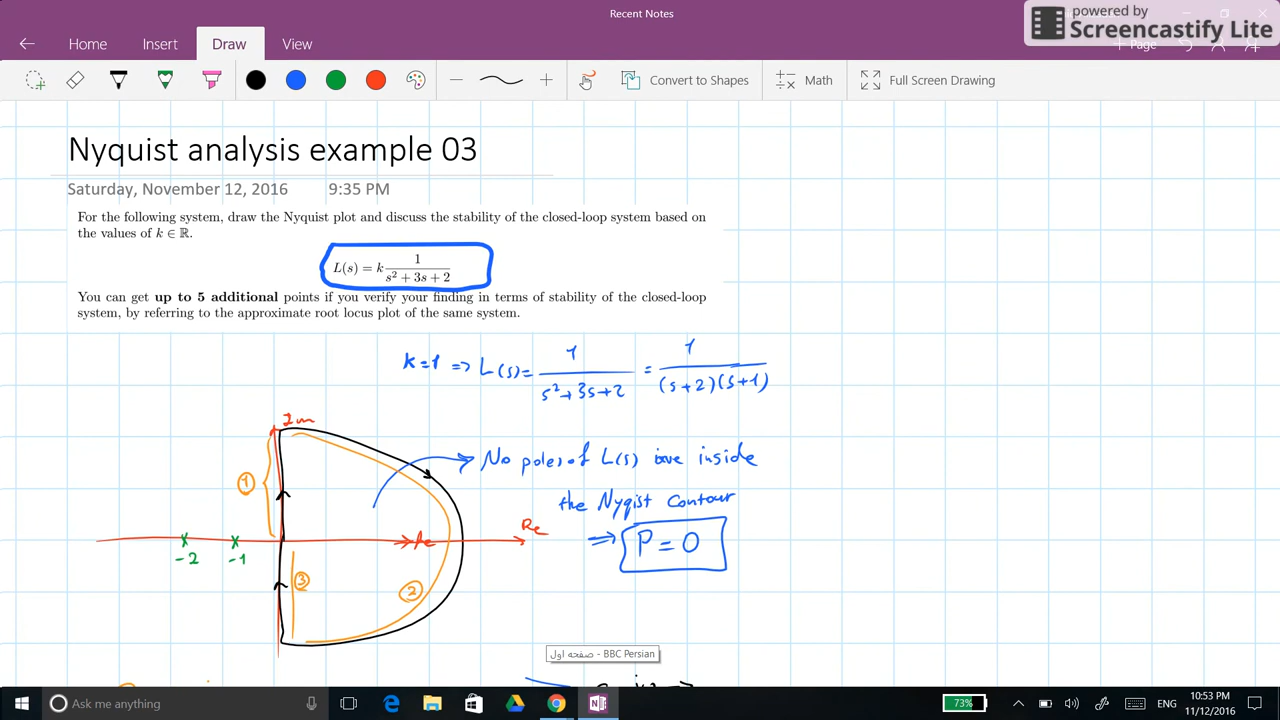 Recent Notes
powered by
Screencastify Lite
Page
Home Insert Draw View
Convert to Shapes Math Full Screen Drawing
Nyquist analysis example 03
Saturday, November 12, 2016 9:35 PM
For the following system, draw the Nyquist plot and discuss the stability of the closed-loop system based on
the values of k ∈ ℝ.
L(s) = k 1 / (s² + 3s + 2)
You can get up to 5 additional points if you verify your finding in terms of stability of the closed-loop
system, by referring to the approximate root locus plot of the same system.
k=1 => L(s)= 1 / (s²+3s+2) = 1 / ((s+2)(s+1))
Im
No poles of L(s) are inside
①
the Nyqist Contour
Re
=> P=0
-2 -1
③
②
صفحه اول - BBC Persian
Ask me anything
73%
ENG
10:53 PM
11/12/2016